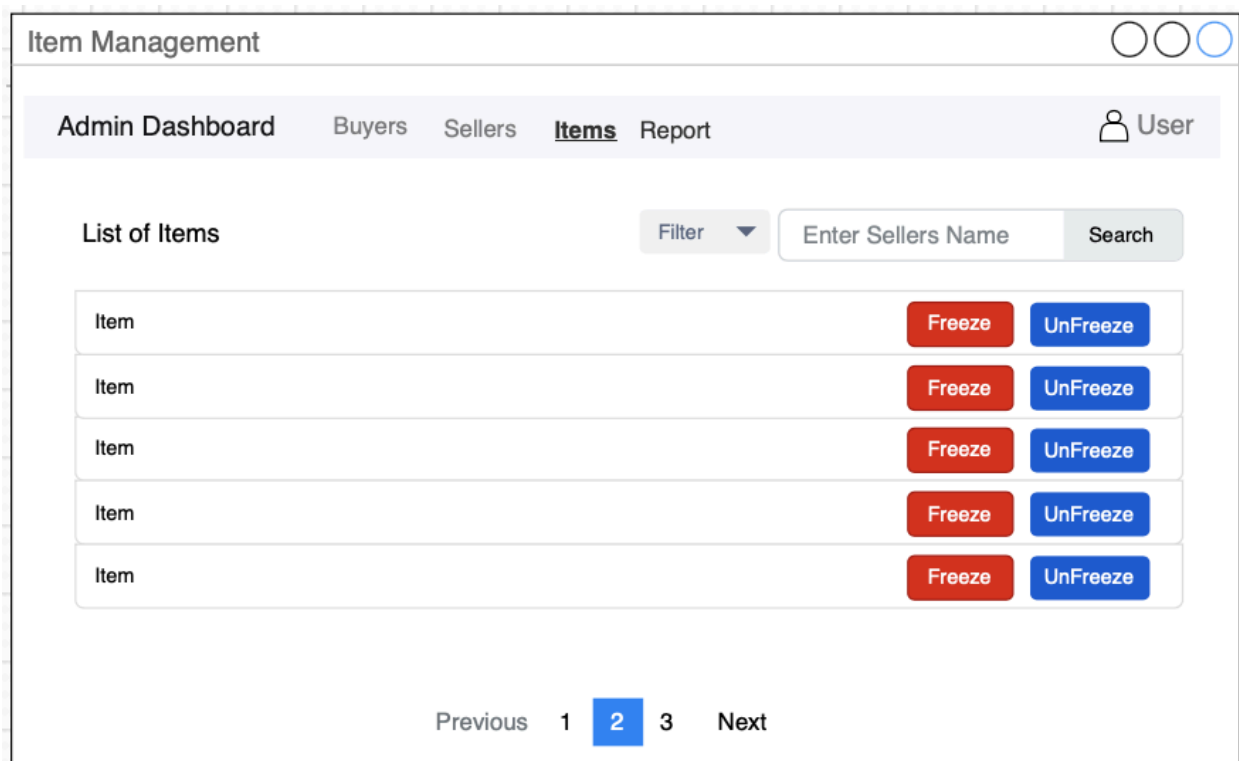 Item Management
Admin Dashboard Buyers Sellers Items Report User
List of Items Filter Enter Sellers Name Search
Item Freeze UnFreeze
Item Freeze UnFreeze
Item Freeze UnFreeze
Item Freeze UnFreeze
Item Freeze UnFreeze
Previous 1 2 3 Next